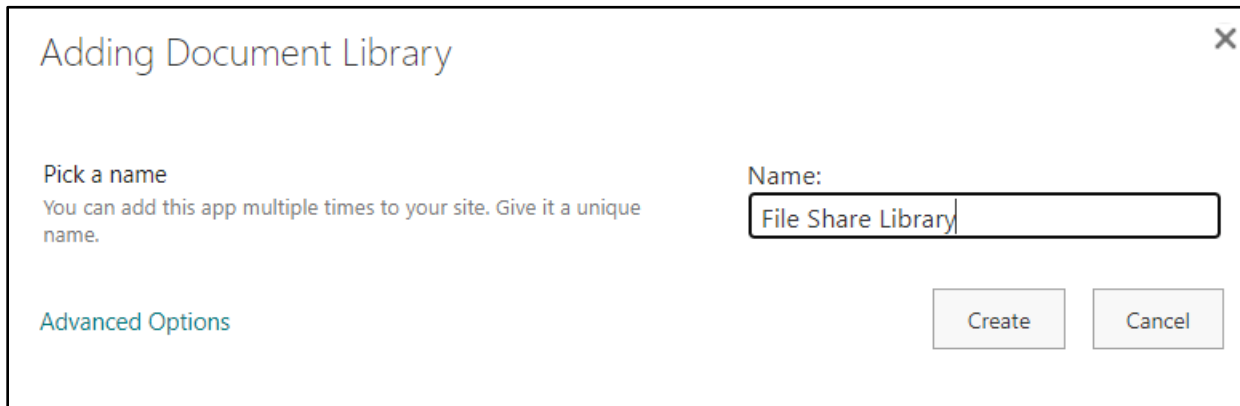 Adding Document Library
Pick a name
You can add this app multiple times to your site. Give it a unique
name.
Name:
File Share Library
Advanced Options
Create
Cancel